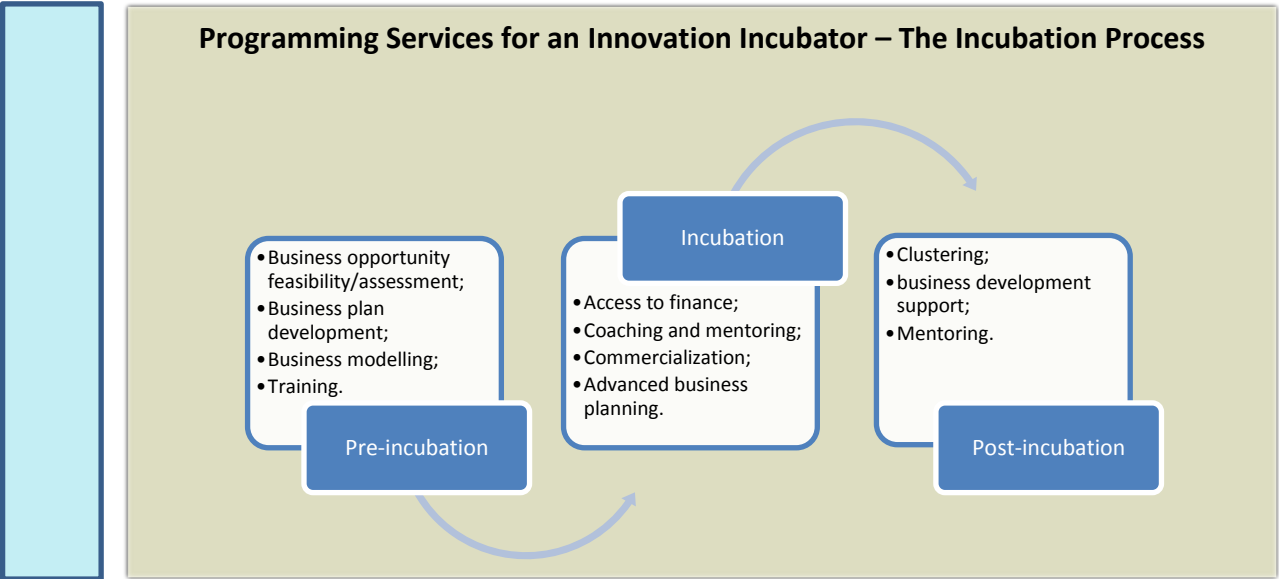 Programming Services for an Innovation Incubator – The Incubation Process
•Business opportunity
feasibility/assessment;
•Business plan
development;
•Business modelling;
•Training.
Pre-incubation
Incubation
•Access to finance;
•Coaching and mentoring;
•Commercialization;
•Advanced business
planning.
•Clustering;
•business development
support;
•Mentoring.
Post-incubation